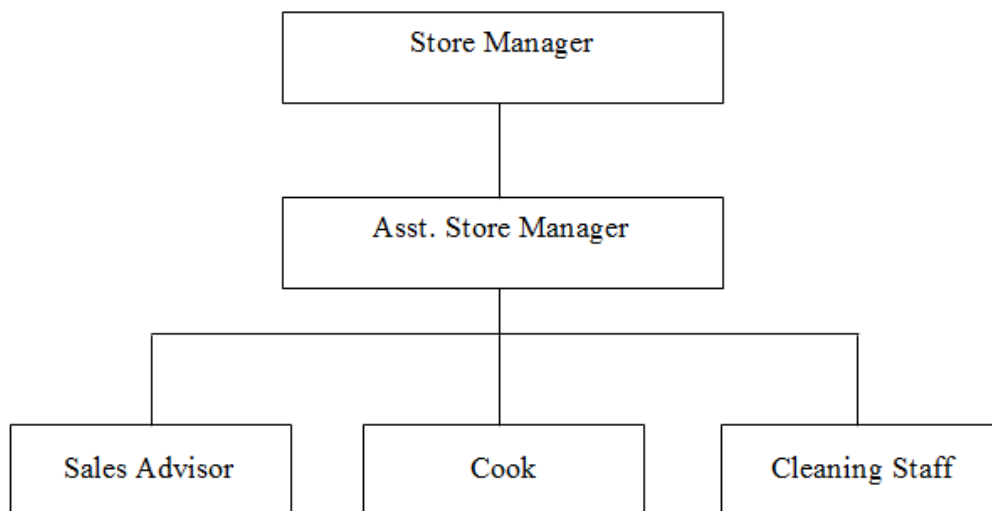 Store Manager
Asst. Store Manager
Sales Advisor
Cook
Cleaning Staff